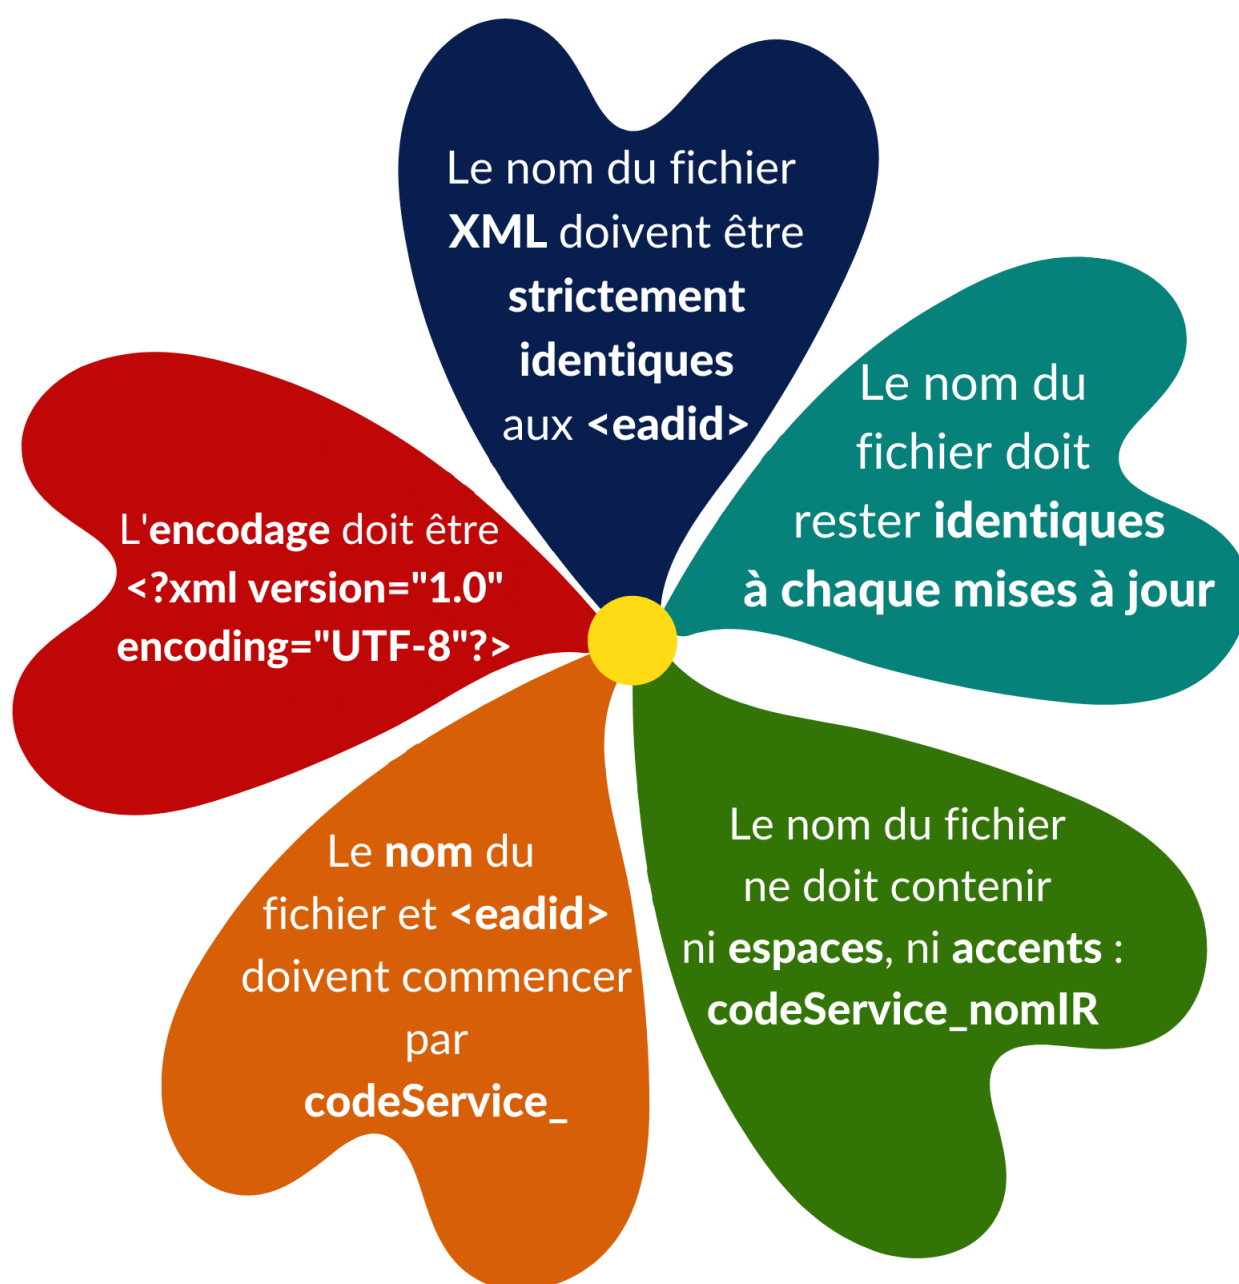 Le nom du fichier
XML doivent être
strictement
identiques
aux <eadid>
Le nom du
fichier doit
rester identiques
à chaque mises à jour
Le nom du fichier
ne doit contenir
ni espaces, ni accents :
codeService_nomIR
Le nom du
fichier et <eadid>
doivent commencer
par
codeService_
L'encodage doit être
<?xml version="1.0"
encoding="UTF-8"?>